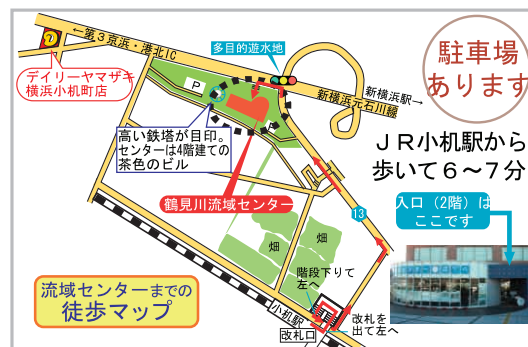 ←第3京浜・港北IC
多目的遊水地
駐車場
あります
デイリーヤマザキ
横浜小机町店
P
新横浜元石川線
新横浜駅→
高い鉄塔が目印。
センターは4階建ての
茶色のビル
JR小机駅から
歩いて6～7分
鶴見川流域センター
13
入口（2階）は
ここです
畑
畑
階段下りて
左へ
流域センターまでの
徒歩マップ
小机駅
改札口
改札を
出て左へ